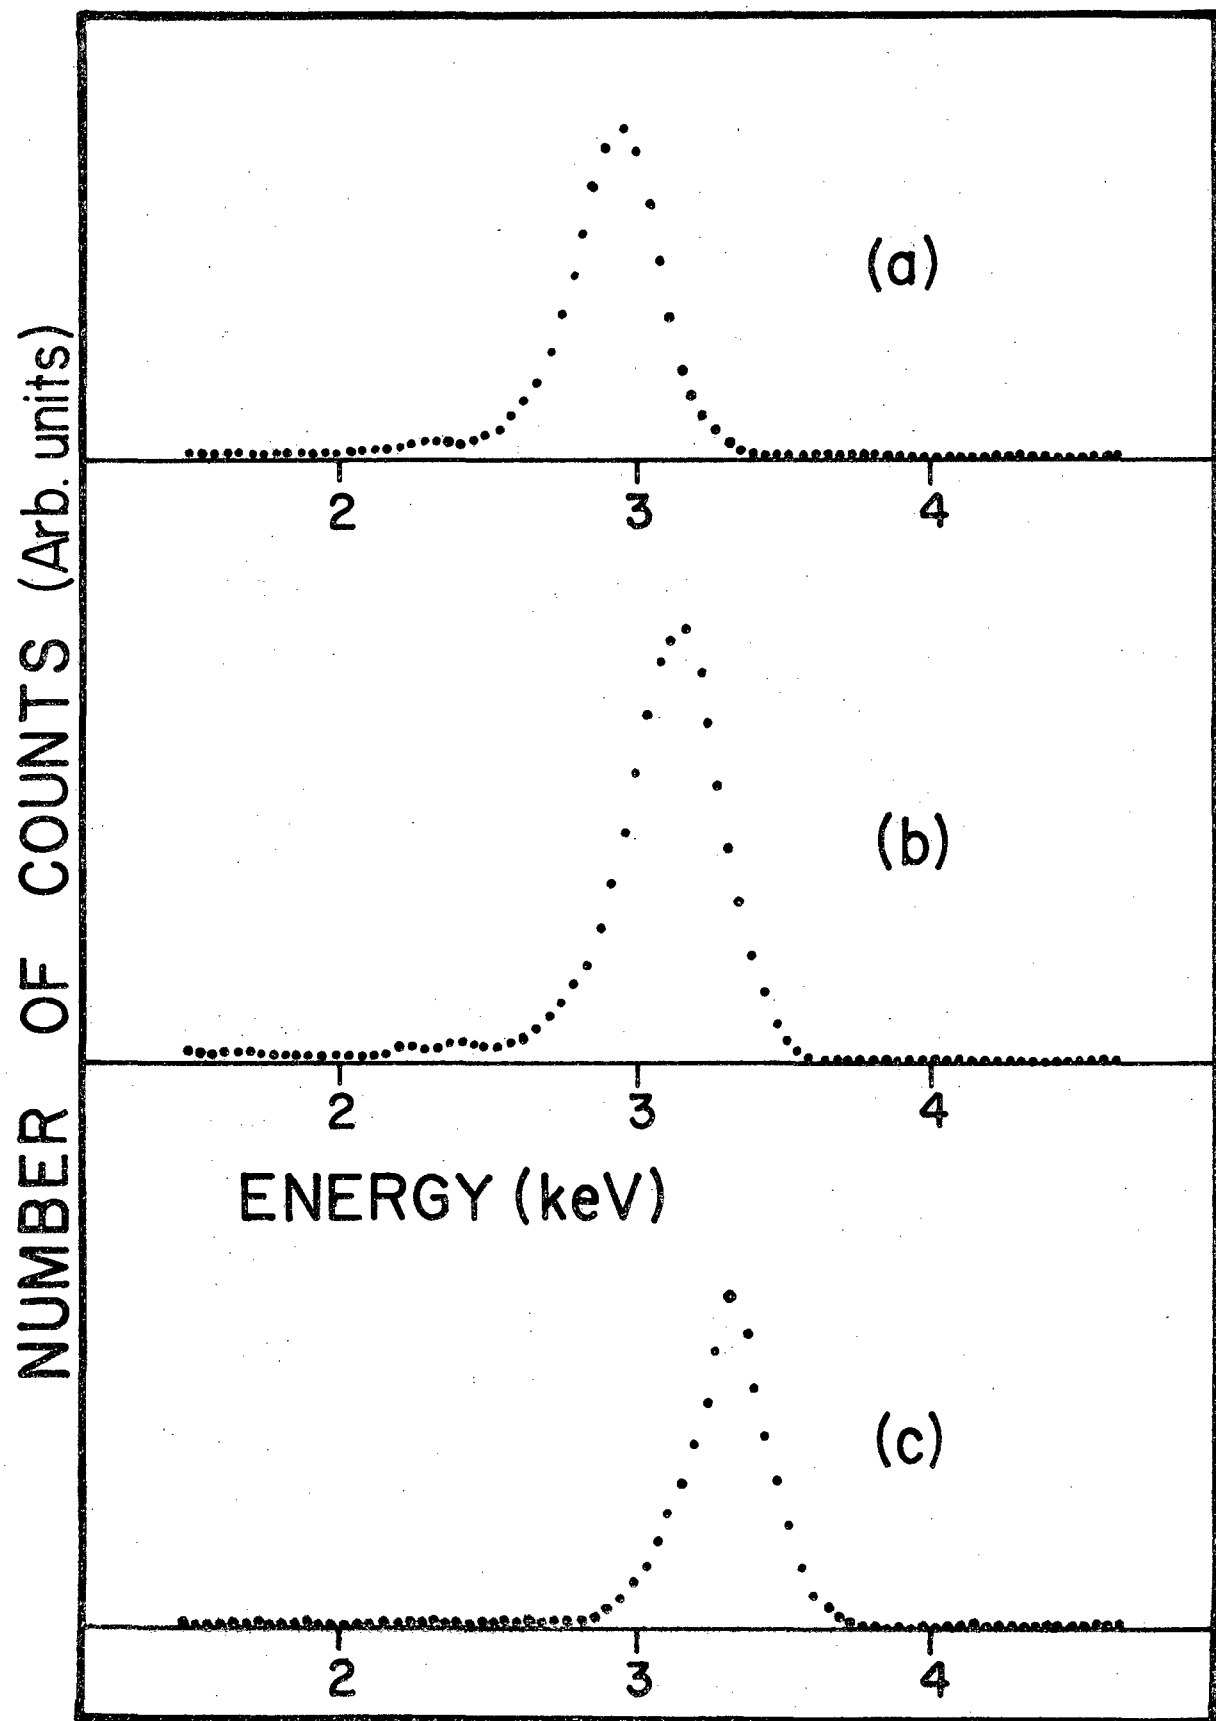 NUMBER OF COUNTS (Arb. units)
(a)
2 3 4
(b)
2 3 4
ENERGY (keV)
(c)
2 3 4